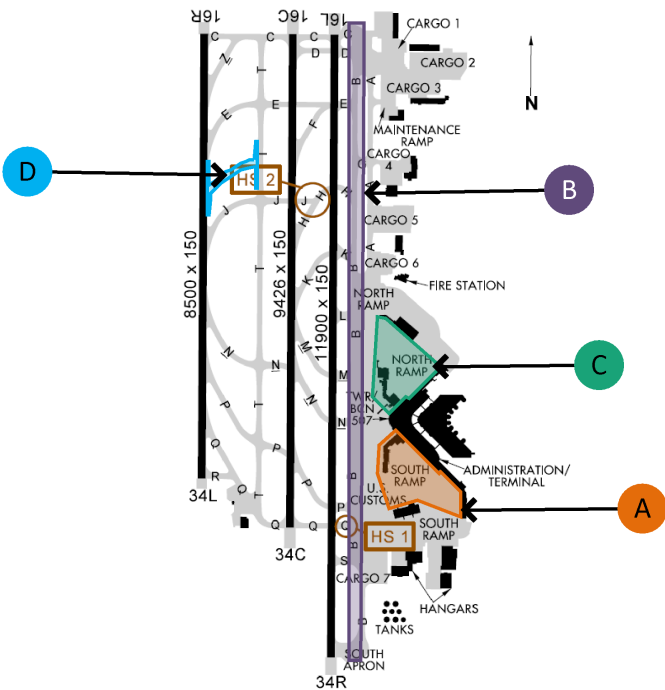 16R
16C
16L
CARGO 1
C
C
C
C
D
D
CARGO 2
Z
T
B
A
CARGO 3
N
E
E
E
E
F
MAINTENANCE
RAMP
D
T
CARGO
4
HS 2
B
J
J
J
H
H
H
A
CARGO 5
8500 x 150
9426 x 150
11900 x 150
K
A
T
B
CARGO 6
K
FIRE STATION
NORTH
RAMP
L
B
N
M
NORTH
RAMP
C
N
M
P
T
N
TWR/
BCN
507
N
Q
P
SOUTH
RAMP
ADMINISTRATION/
TERMINAL
R
B
Q
T
U.S.
CUSTOMS
34L
P
A
Q
Q
Q
HS 1
SOUTH
RAMP
B
34C
S
CARGO 7
HANGARS
B
TANKS
SOUTH
APRON
34R